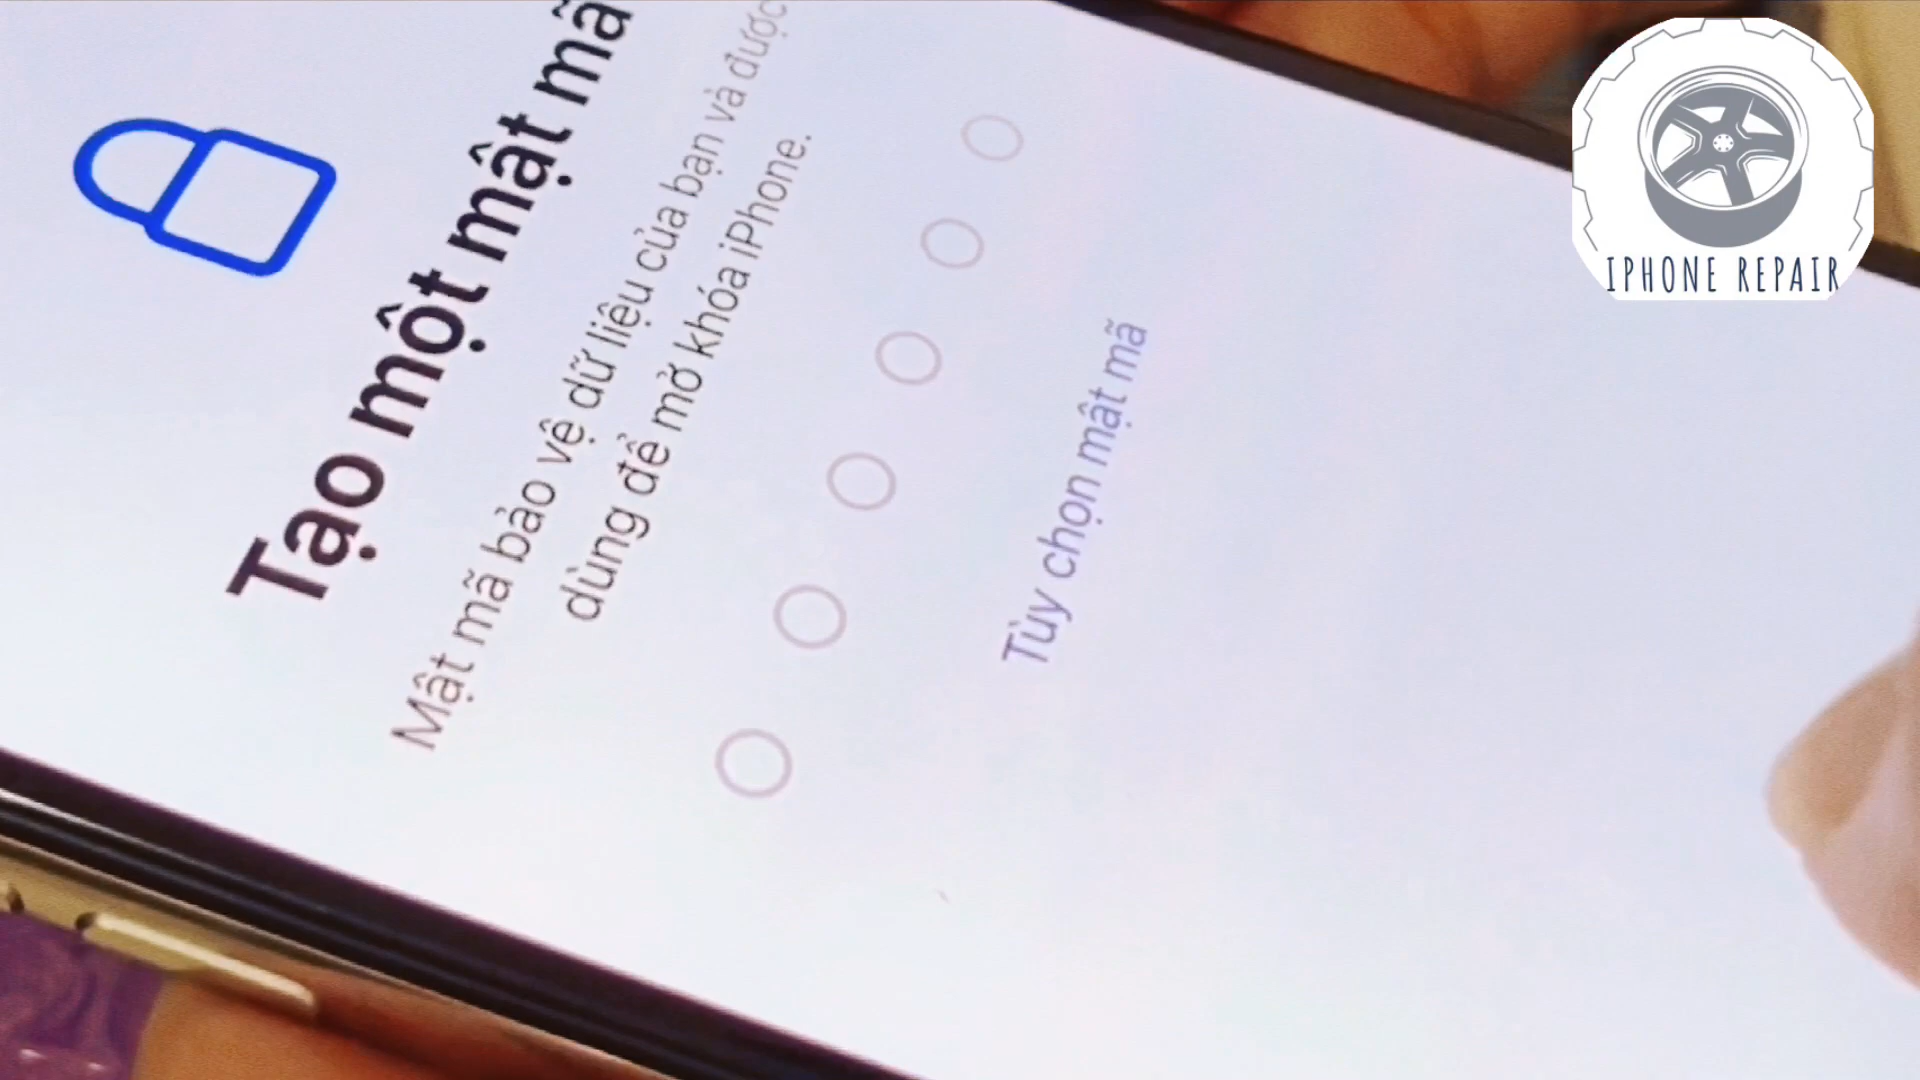 Tạo một mật mã
Mật mã bảo vệ dữ liệu của bạn và được
dùng để mở khóa iPhone.
Tùy chọn mật mã
IPHONE REPAIR